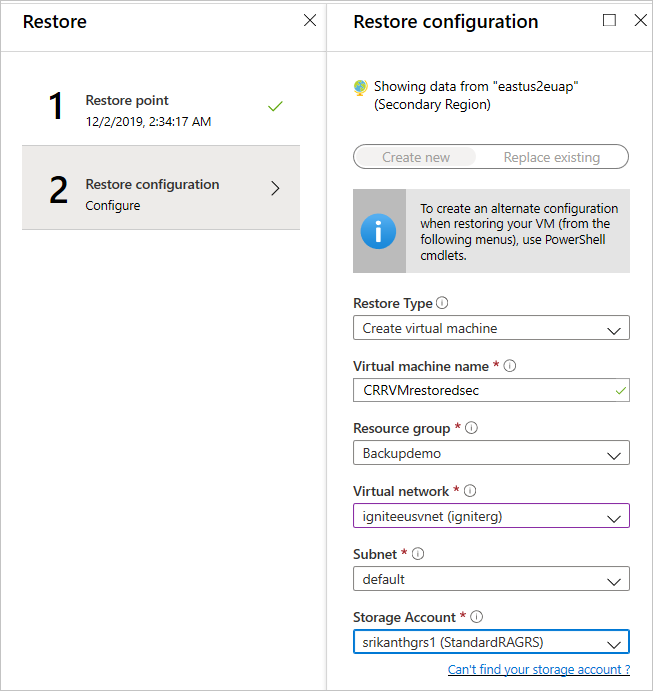 Restore
1
Restore point
12/2/2019, 2:34:17 AM
2
Restore configuration
Configure
Restore configuration
Showing data from "eastus2euap"
(Secondary Region)
Create new
Replace existing
i
To create an alternate configuration
when restoring your VM (from the
following menus), use PowerShell
cmdlets.
Restore Type i
Create virtual machine
Virtual machine name * i
CRRVMrestoredsec
Resource group * i
Backupdemo
Virtual network * i
igniteeusvnet (igniterg)
Subnet * i
default
Storage Account * i
srikanthgrs1 (StandardRAGRS)
Can't find your storage account ?